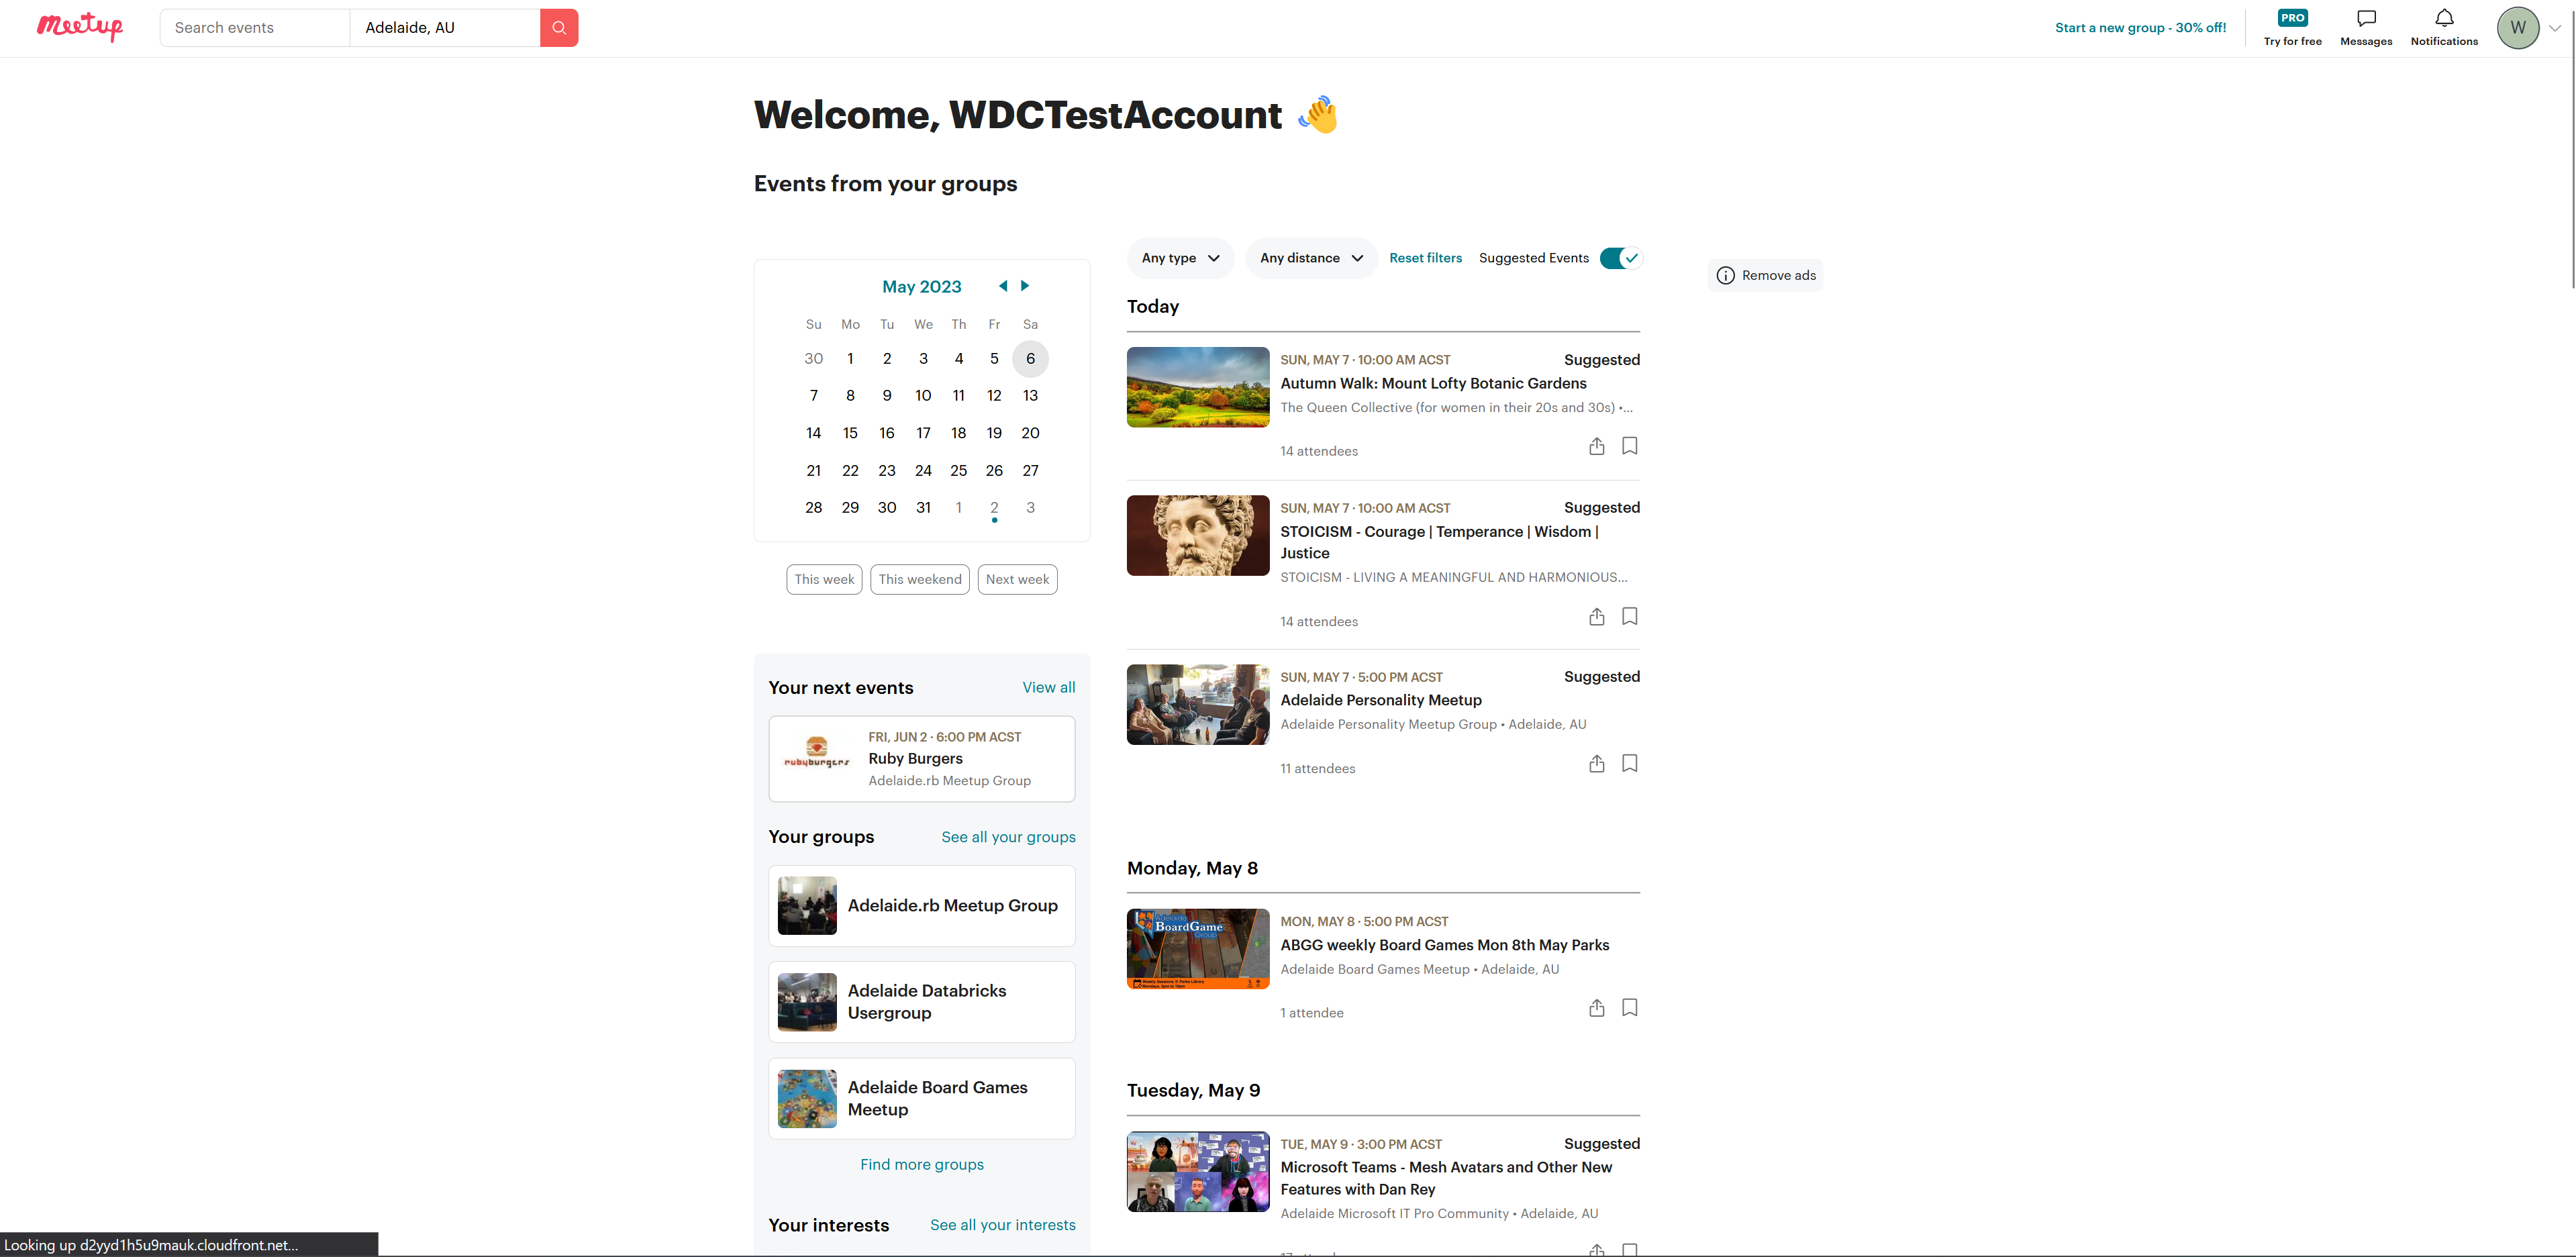 Meetup
Search events
Adelaide, AU
Start a new group - 30% off!
PRO
Try for free
Messages
Notifications
W
Welcome, WDCTestAccount 👋
Events from your groups
May 2023
Su Mo Tu We Th Fr Sa
30 1 2 3 4 5 6
7 8 9 10 11 12 13
14 15 16 17 18 19 20
21 22 23 24 25 26 27
28 29 30 31 1 2 3
This week
This weekend
Next week
Your next events
View all
FRI, JUN 2 · 6:00 PM ACST
rubyburgers
Ruby Burgers
Adelaide.rb Meetup Group
Your groups
See all your groups
Adelaide.rb Meetup Group
Adelaide Databricks
Usergroup
Adelaide Board Games
Meetup
Find more groups
Your interests
See all your interests
Any type
Any distance
Reset filters
Suggested Events
Today
SUN, MAY 7 · 10:00 AM ACST
Suggested
Autumn Walk: Mount Lofty Botanic Gardens
The Queen Collective (for women in their 20s and 30s) •...
14 attendees
SUN, MAY 7 · 10:00 AM ACST
Suggested
STOICISM - Courage | Temperance | Wisdom |
Justice
STOICISM - LIVING A MEANINGFUL AND HARMONIOUS...
14 attendees
SUN, MAY 7 · 5:00 PM ACST
Suggested
Adelaide Personality Meetup
Adelaide Personality Meetup Group • Adelaide, AU
11 attendees
Monday, May 8
Adelaide
BoardGame
MON, MAY 8 · 5:00 PM ACST
ABGG weekly Board Games Mon 8th May Parks
Adelaide Board Games Meetup • Adelaide, AU
1 attendee
Tuesday, May 9
TUE, MAY 9 · 3:00 PM ACST
Suggested
Microsoft Teams - Mesh Avatars and Other New
Features with Dan Rey
Adelaide Microsoft IT Pro Community • Adelaide, AU
Remove ads
Looking up d2yyd1h5u9mauk.cloudfront.net...